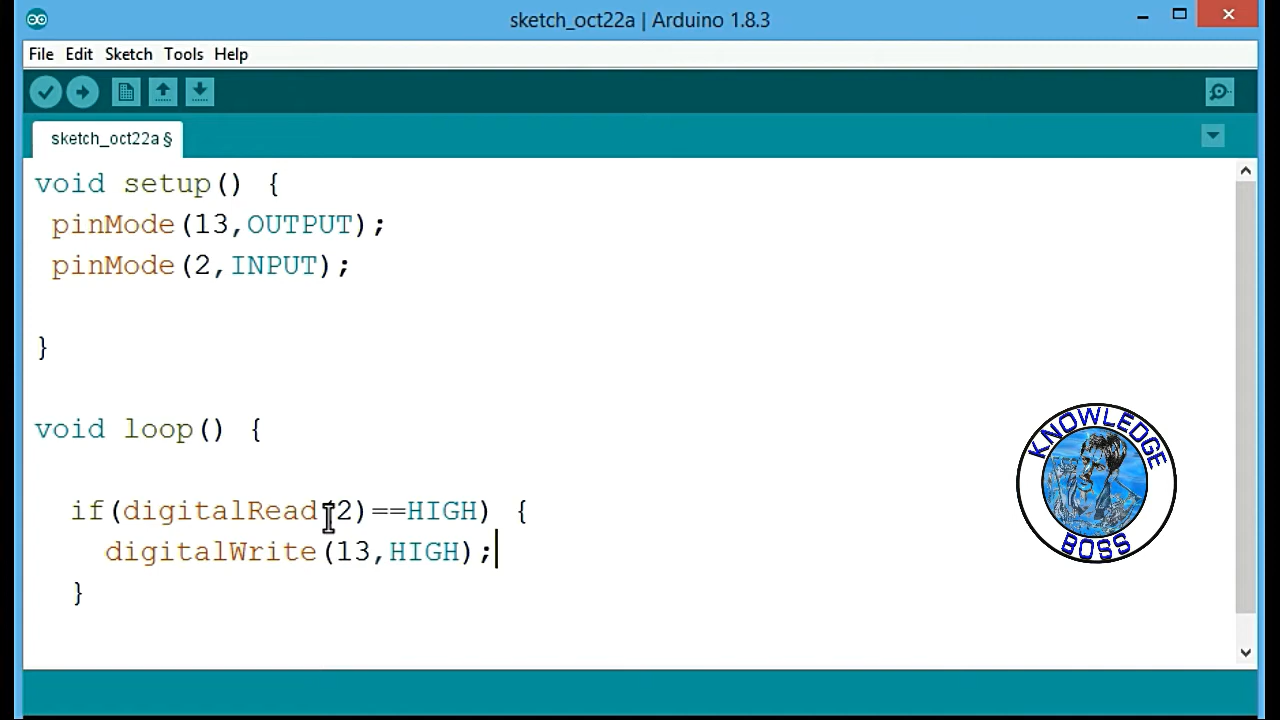 sketch_oct22a | Arduino 1.8.3
File Edit Sketch Tools Help
sketch_oct22a §
void setup() {
pinMode(13,OUTPUT);
pinMode(2,INPUT);
}
void loop() {
if(digitalRead(2)==HIGH) {
digitalWrite(13,HIGH);
}
KNOWLEDGE
BOSS